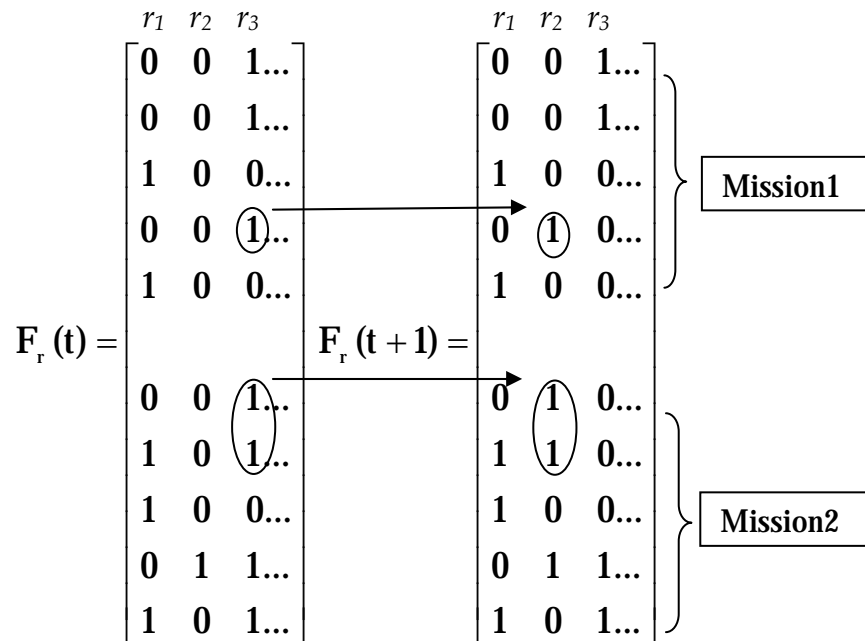 r1 r2 r3 r1 r2 r3
0 0 1... 0 0 1...
0 0 1... 0 0 1...
1 0 0... 1 0 0...
Mission1
0 0 1... 0 1 0...
1 0 0... 1 0 0...
Fr (t) = Fr (t + 1) =
0 0 1... 0 1 0...
1 0 1... 1 1 0...
1 0 0... 1 0 0...
Mission2
0 1 1... 0 1 1...
1 0 1... 1 0 1...